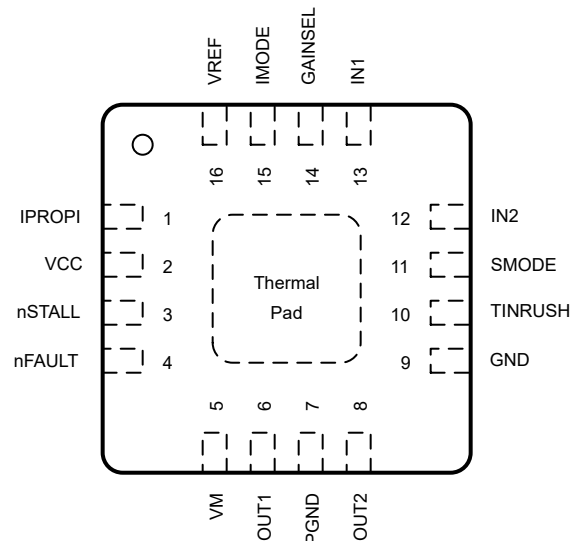 VREF
IMODE
GAINSEL
IN1
16
15
14
13
IPROPI 1
12 IN2
VCC 2
11 SMODE
nSTALL 3
10 TINRUSH
nFAULT 4
9 GND
Thermal
Pad
5
6
7
8
VM
OUT1
PGND
OUT2